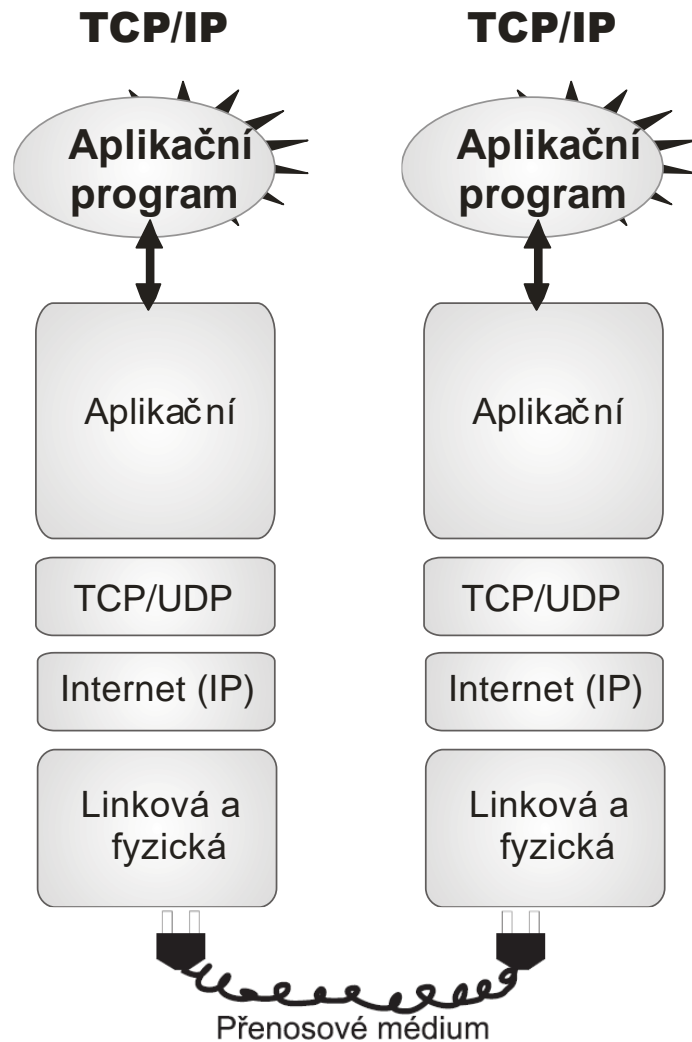 TCP/IP
Aplikační
program
Aplikační
TCP/UDP
Internet (IP)
Linková a
fyzická
TCP/IP
Aplikační
program
Aplikační
TCP/UDP
Internet (IP)
Linková a
fyzická
Přenosové médium